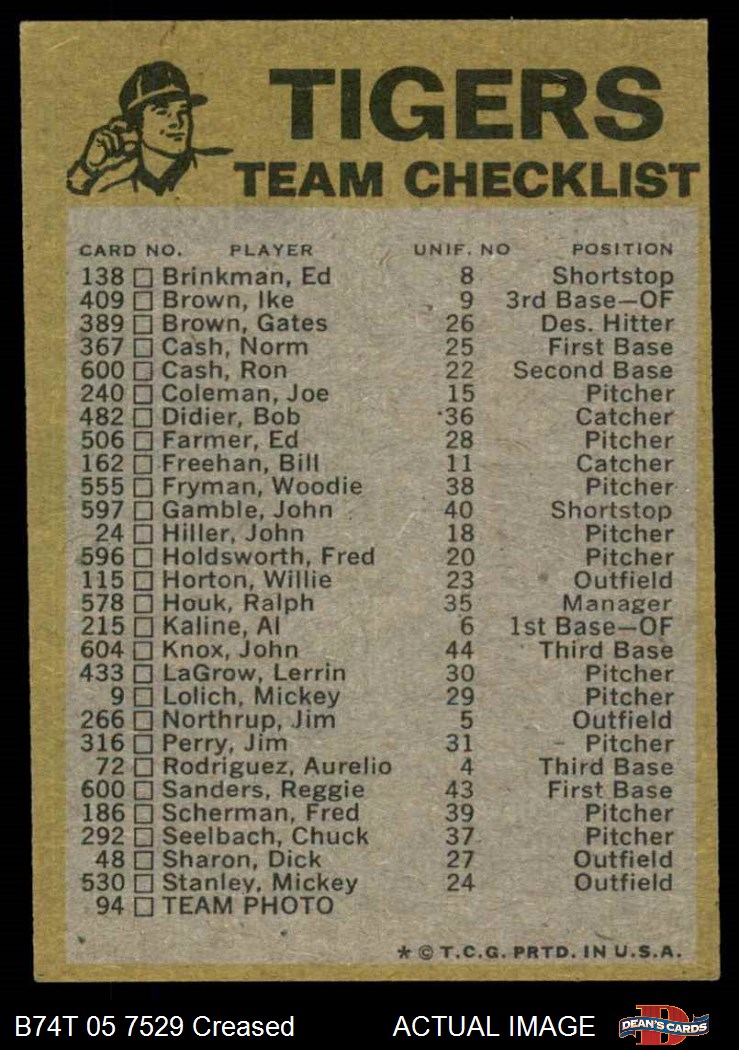 TIGERS
TEAM CHECKLIST
CARD NO. PLAYER UNIF. NO POSITION
138 Brinkman, Ed 8 Shortstop
409 Brown, Ike 9 3rd Base—OF
389 Brown, Gates 26 Des. Hitter
367 Cash, Norm 25 First Base
600 Cash, Ron 22 Second Base
240 Coleman, Joe 15 Pitcher
482 Didier, Bob 36 Catcher
506 Farmer, Ed 28 Pitcher
162 Freehan, Bill 11 Catcher
555 Fryman, Woodie 38 Pitcher
597 Gamble, John 40 Shortstop
24 Hiller, John 18 Pitcher
596 Holdsworth, Fred 20 Pitcher
115 Horton, Willie 23 Outfield
578 Houk, Ralph 35 Manager
215 Kaline, Al 6 1st Base—OF
604 Knox, John 44 Third Base
433 LaGrow, Lerrin 30 Pitcher
9 Lolich, Mickey 29 Pitcher
266 Northrup, Jim 5 Outfield
316 Perry, Jim 31 Pitcher
72 Rodriguez, Aurelio 4 Third Base
600 Sanders, Reggie 43 First Base
186 Scherman, Fred 39 Pitcher
292 Seelbach, Chuck 37 Pitcher
48 Sharon, Dick 27 Outfield
530 Stanley, Mickey 24 Outfield
94 TEAM PHOTO
* © T.C.G. PRTD. IN U.S.A.
B74T 05 7529 Creased ACTUAL IMAGE D DEAN'S CARDS